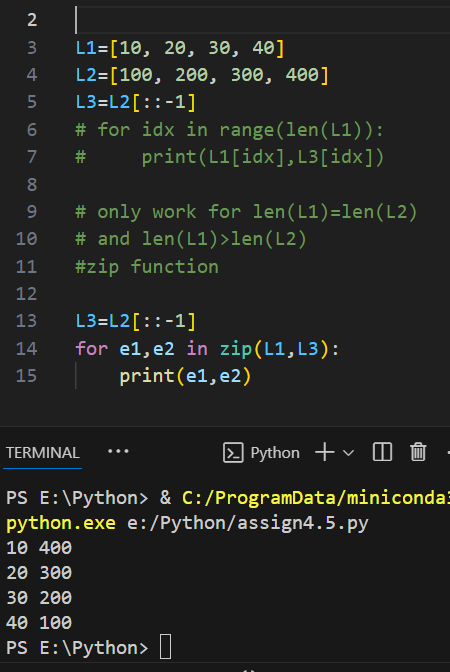 2
3 L1=[10, 20, 30, 40]
4 L2=[100, 200, 300, 400]
5 L3=L2[::-1]
6 # for idx in range(len(L1)):
7 #     print(L1[idx],L3[idx])
8
9 # only work for len(L1)=len(L2)
10 # and len(L1)>len(L2)
11 #zip function
12
13 L3=L2[::-1]
14 for e1,e2 in zip(L1,L3):
15     print(e1,e2)
TERMINAL ··· Python
PS E:\Python> & C:/ProgramData/miniconda3
python.exe e:/Python/assign4.5.py
10 400
20 300
30 200
40 100
PS E:\Python>